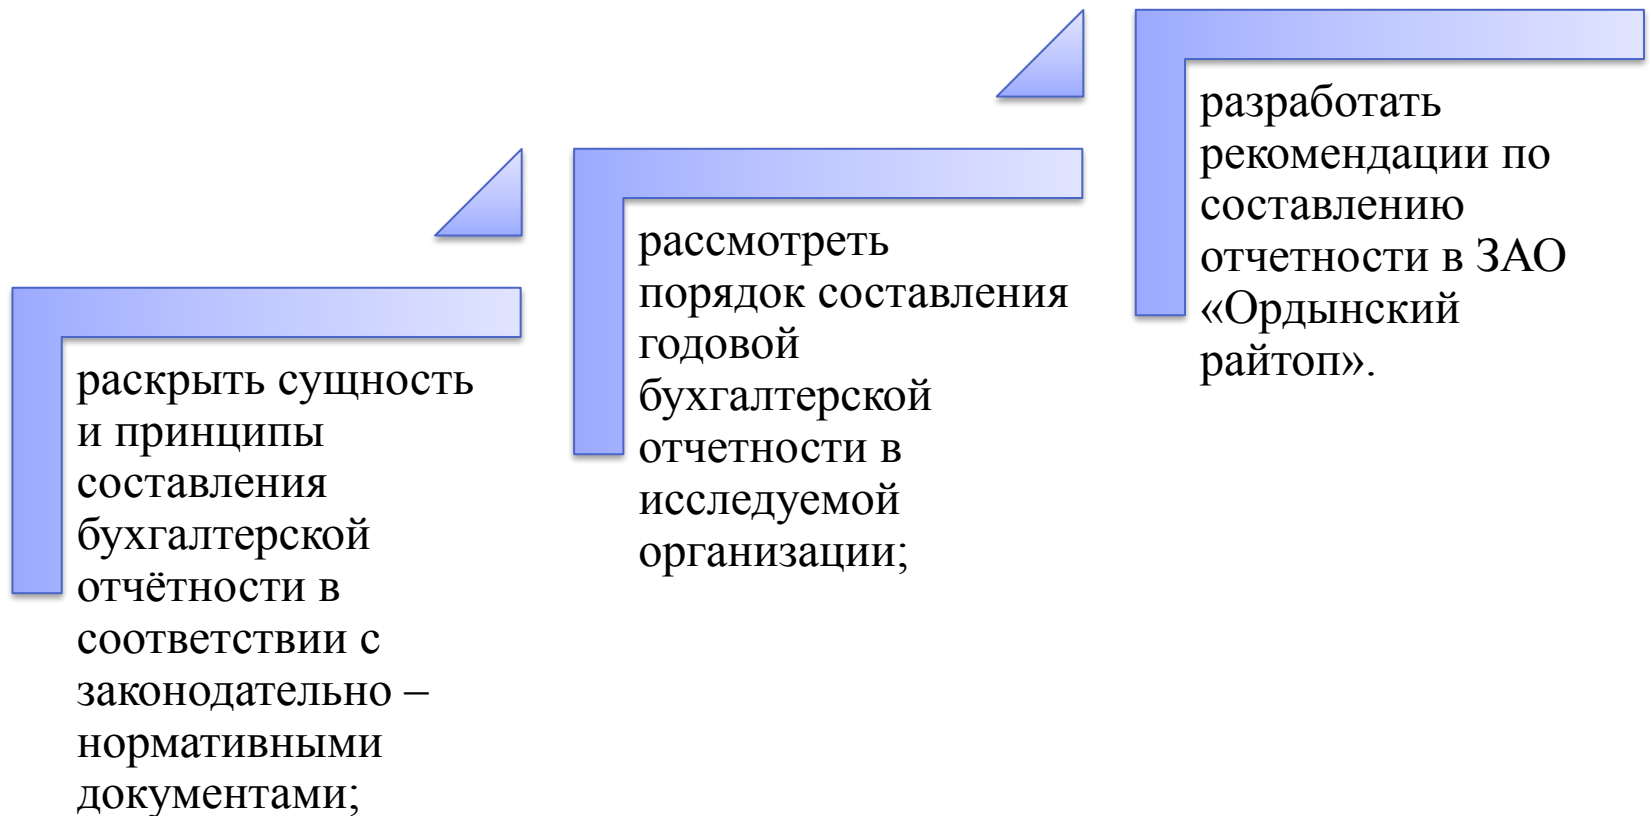 раскрыть сущность
и принципы
составления
бухгалтерской
отчётности в
соответствии с
законодательно –
нормативными
документами;
рассмотреть
порядок составления
годовой
бухгалтерской
отчетности в
исследуемой
организации;
разработать
рекомендации по
составлению
отчетности в ЗАО
«Ордынский
райтоп».